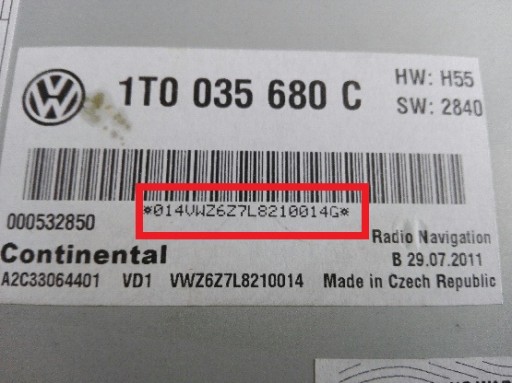 1T0 035 680 C
HW: H55
SW: 2840
*014VWZ6Z7L8210014G*
000532850
Radio Navigation
Continental
B 29.07.2011
A2C33064401 VD1 VWZ6Z7L8210014 Made in Czech Republic